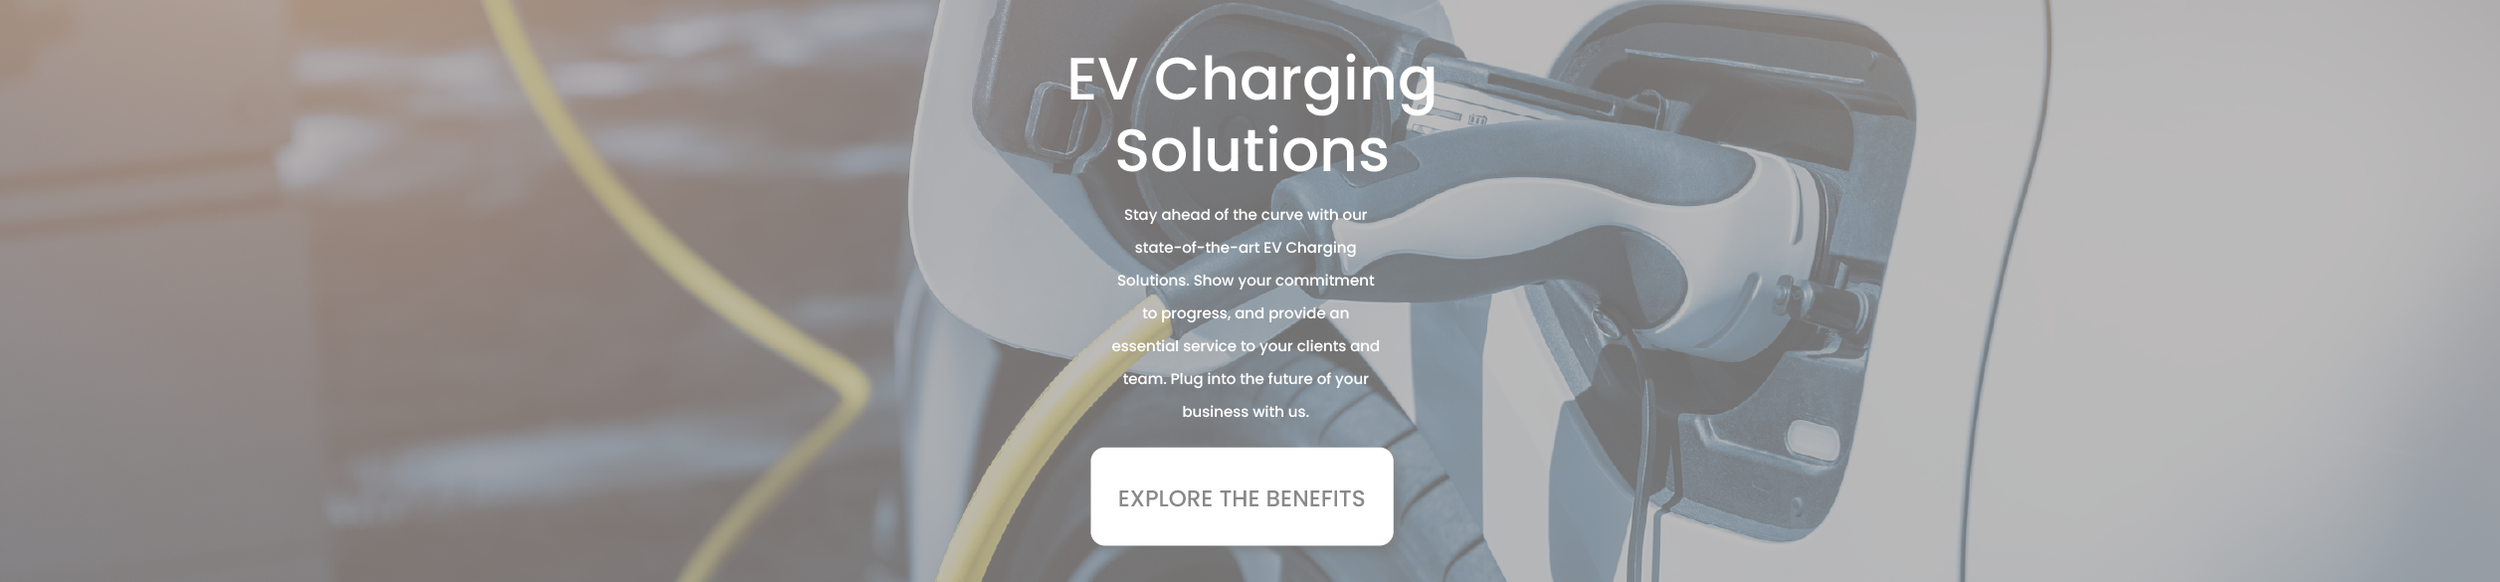 EV Charging
Solutions
Stay ahead of the curve with our
state-of-the-art EV Charging
Solutions. Show your commitment
to progress, and provide an
essential service to your clients and
team. Plug into the future of your
business with us.
EXPLORE THE BENEFITS